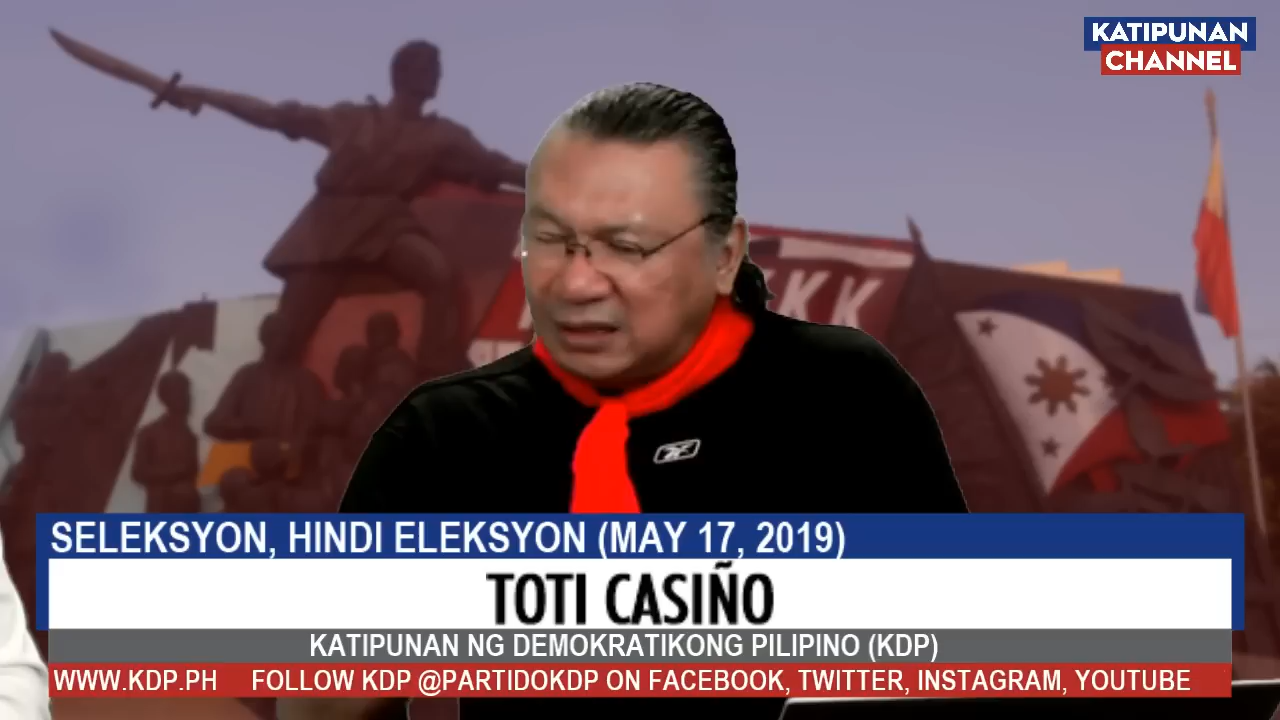 KATIPUNAN
CHANNEL
KK
SELEKSYON, HINDI ELEKSYON (MAY 17, 2019)
TOTI CASIÑO
KATIPUNAN NG DEMOKRATIKONG PILIPINO (KDP)
WWW.KDP.PH FOLLOW KDP @PARTIDOKDP ON FACEBOOK, TWITTER, INSTAGRAM, YOUTUBE